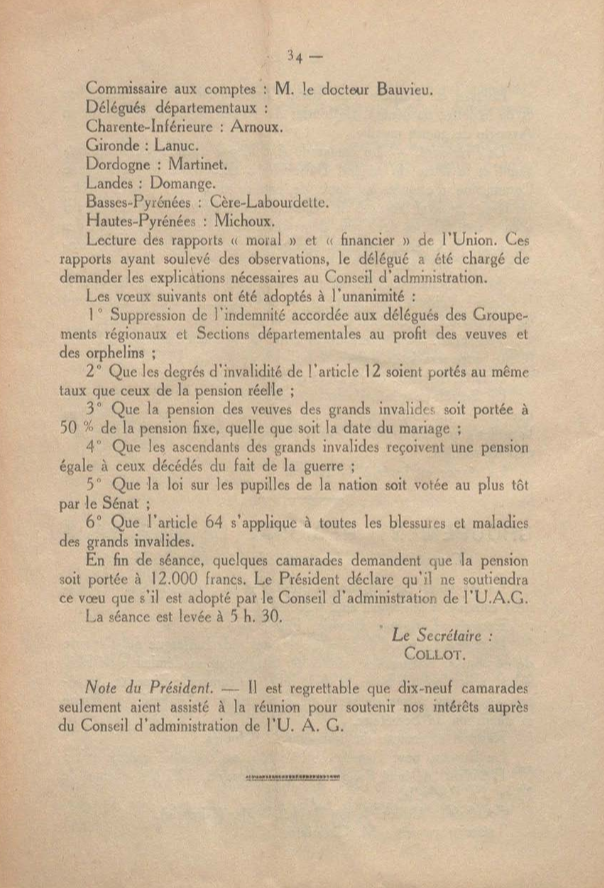 34 —
Commissaire aux comptes : M. le docteur Bauvieu.
Délégués départementaux :
Charente-Inférieure : Arnoux.
Gironde : Lanuc.
Dordogne : Martinet.
Landes : Domange.
Basses-Pyrénées : Cère-Labourdette.
Hautes-Pyrénées : Michoux.
Lecture des rapports « moral » et « financier » de l'Union. Ces
rapports ayant soulevé des observations, le délégué a été chargé de
demander les explications nécessaires au Conseil d'administration.
Les vœux suivants ont été adoptés à l'unanimité :
1° Suppression de l'indemnité accordée aux délégués des Groupe-
ments régionaux et Sections départementales au profit des veuves et
des orphelins ;
2° Que les degrés d'invalidité de l'article 12 soient portés au même
taux que ceux de la pension réelle ;
3° Que la pension des veuves des grands invalides soit portée à
50 % de la pension fixe, quelle que soit la date du mariage ;
4° Que les ascendants des grands invalides reçoivent une pension
égale à ceux décédés du fait de la guerre ;
5° Que la loi sur les pupilles de la nation soit votée au plus tôt
par le Sénat ;
6° Que l'article 64 s'applique à toutes les blessures et maladies
des grands invalides.
En fin de séance, quelques camarades demandent que la pension
soit portée à 12.000 francs. Le Président déclare qu'il ne soutiendra
ce vœu que s'il est adopté par le Conseil d'administration de l'U.A.G.
La séance est levée à 5 h. 30.
Le Secrétaire :
COLLOT.
Note du Président. — Il est regrettable que dix-neuf camarades
seulement aient assisté à la réunion pour soutenir nos intérêts auprès
du Conseil d'administration de l'U. A. G.